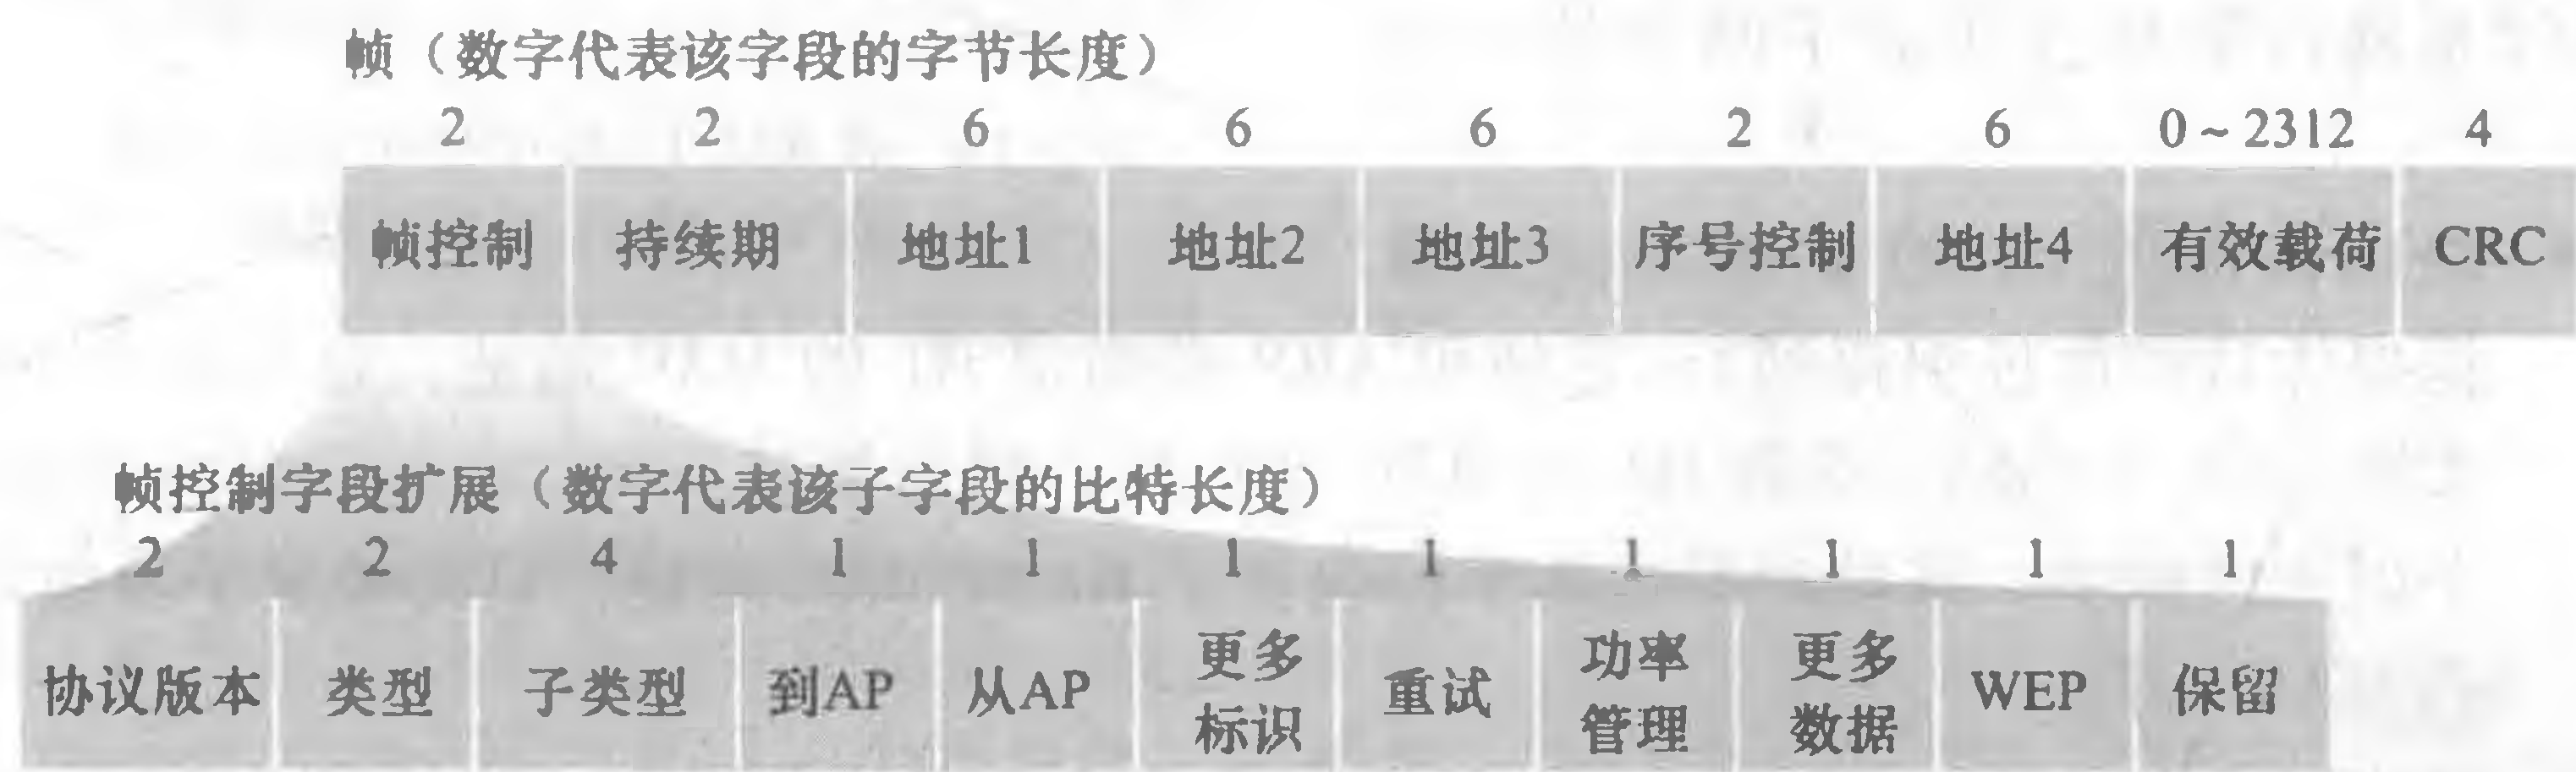 帧（数字代表该字段的字节长度）
2 2 6 6 6 2 6 0~2312 4
帧控制 持续期 地址1 地址2 地址3 序号控制 地址4 有效载荷 CRC
帧控制字段扩展（数字代表该子字段的比特长度）
2 2 4 1 1 1 1 1 1 1 1
协议版本 类型 子类型 到AP 从AP 更多标识 重试 功率管理 更多数据 WEP 保留